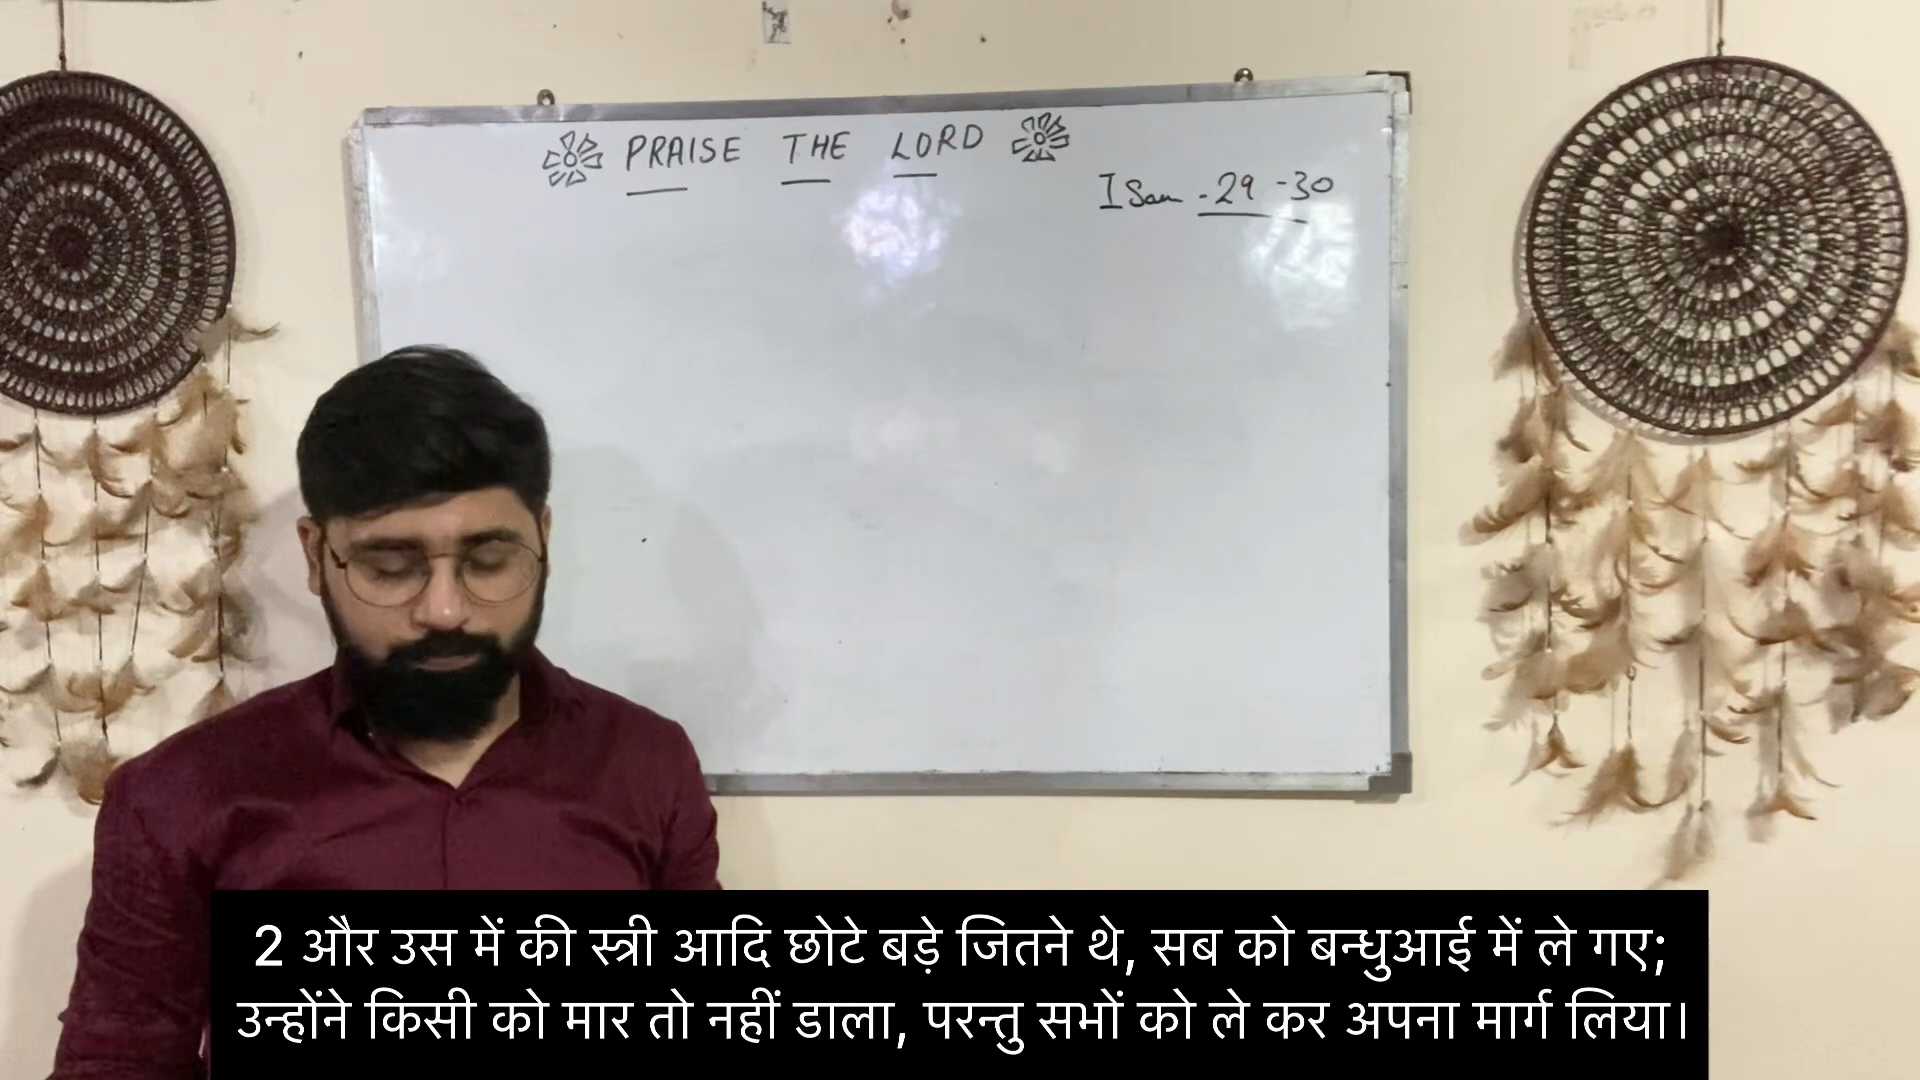 PRAISE THE LORD
I Sam - 29 - 30
2 और उस में की स्त्री आदि छोटे बड़े जितने थे, सब को बन्धुआई में ले गए;
उन्होंने किसी को मार तो नहीं डाला, परन्तु सभों को ले कर अपना मार्ग लिया।